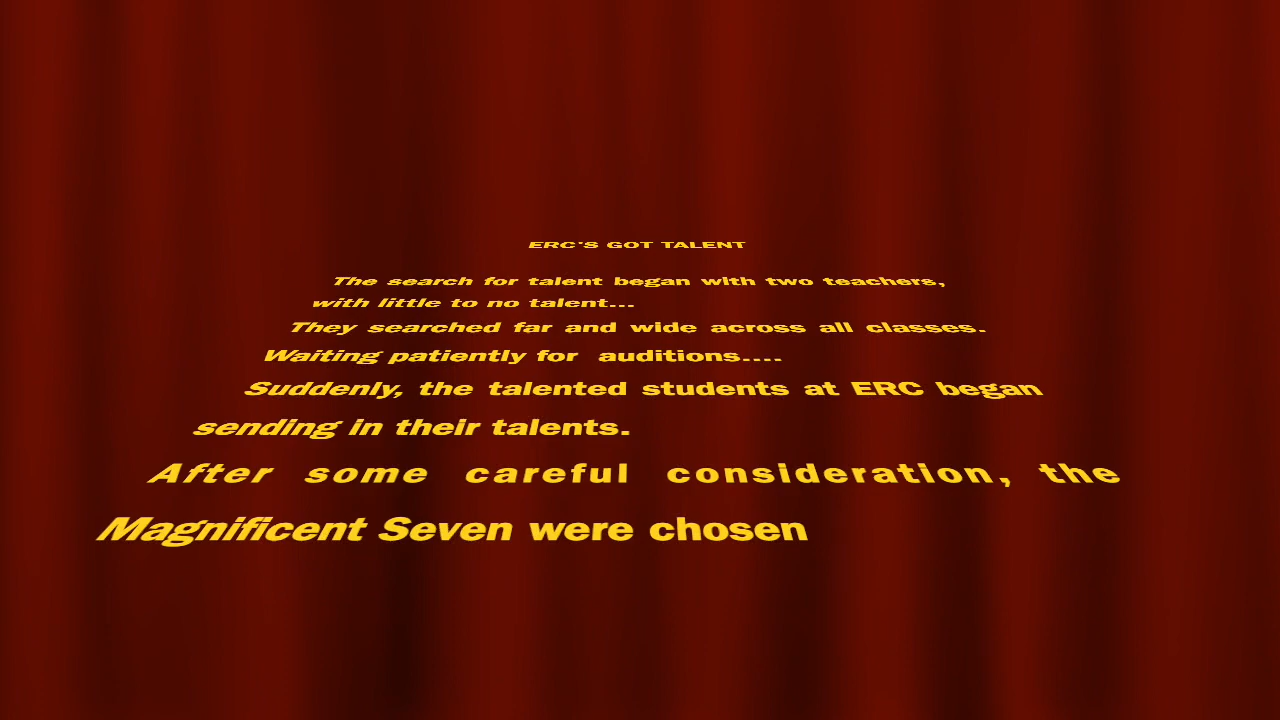 ERC'S GOT TALENT
The search for talent began with two teachers,
with little to no talent...
They searched far and wide across all classes.
Waiting patiently for auditions....
Suddenly, the talented students at ERC began
sending in their talents.
After some careful consideration, the
Magnificent Seven were chosen